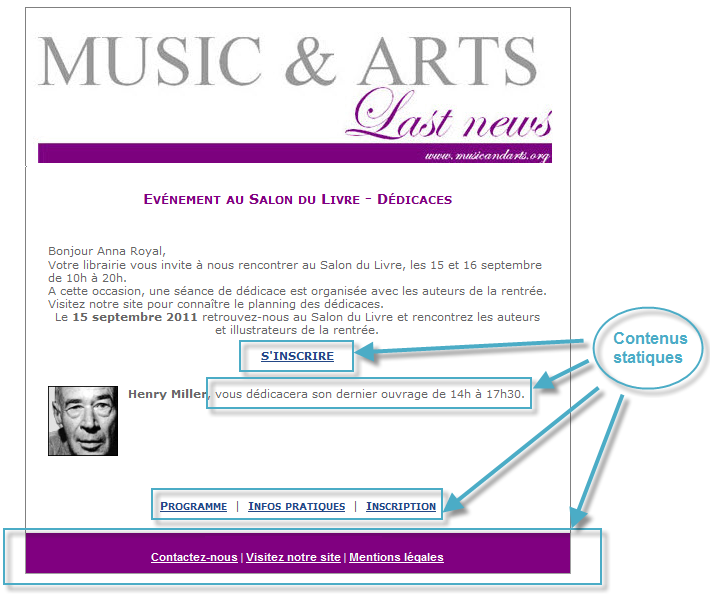 MUSIC & ARTS
Last news
www.musicandarts.org
Evénement au Salon du Livre - Dédicaces
Bonjour Anna Royal,
Votre librairie vous invite à nous rencontrer au Salon du Livre, les 15 et 16 septembre
de 10h à 20h.
A cette occasion, une séance de dédicace est organisée avec les auteurs de la rentrée.
Visitez notre site pour connaître le planning des dédicaces.
Le 15 septembre 2011 retrouvez-nous au Salon du Livre et rencontrez les auteurs
et illustrateurs de la rentrée.
S'INSCRIRE
Contenus
statiques
Henry Miller, vous dédicacera son dernier ouvrage de 14h à 17h30.
Programme | Infos pratiques | Inscription
Contactez-nous | Visitez notre site | Mentions légales